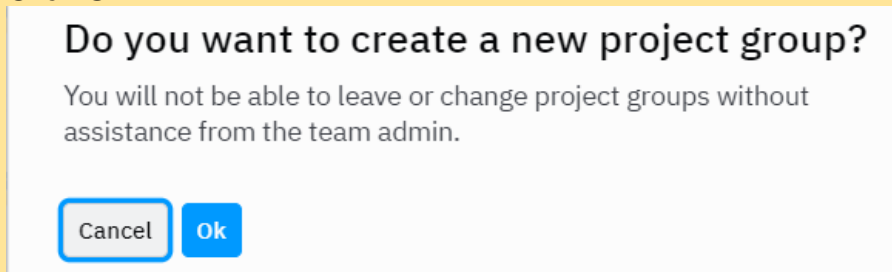 Do you want to create a new project group?
You will not be able to leave or change project groups without
assistance from the team admin.
Cancel
Ok